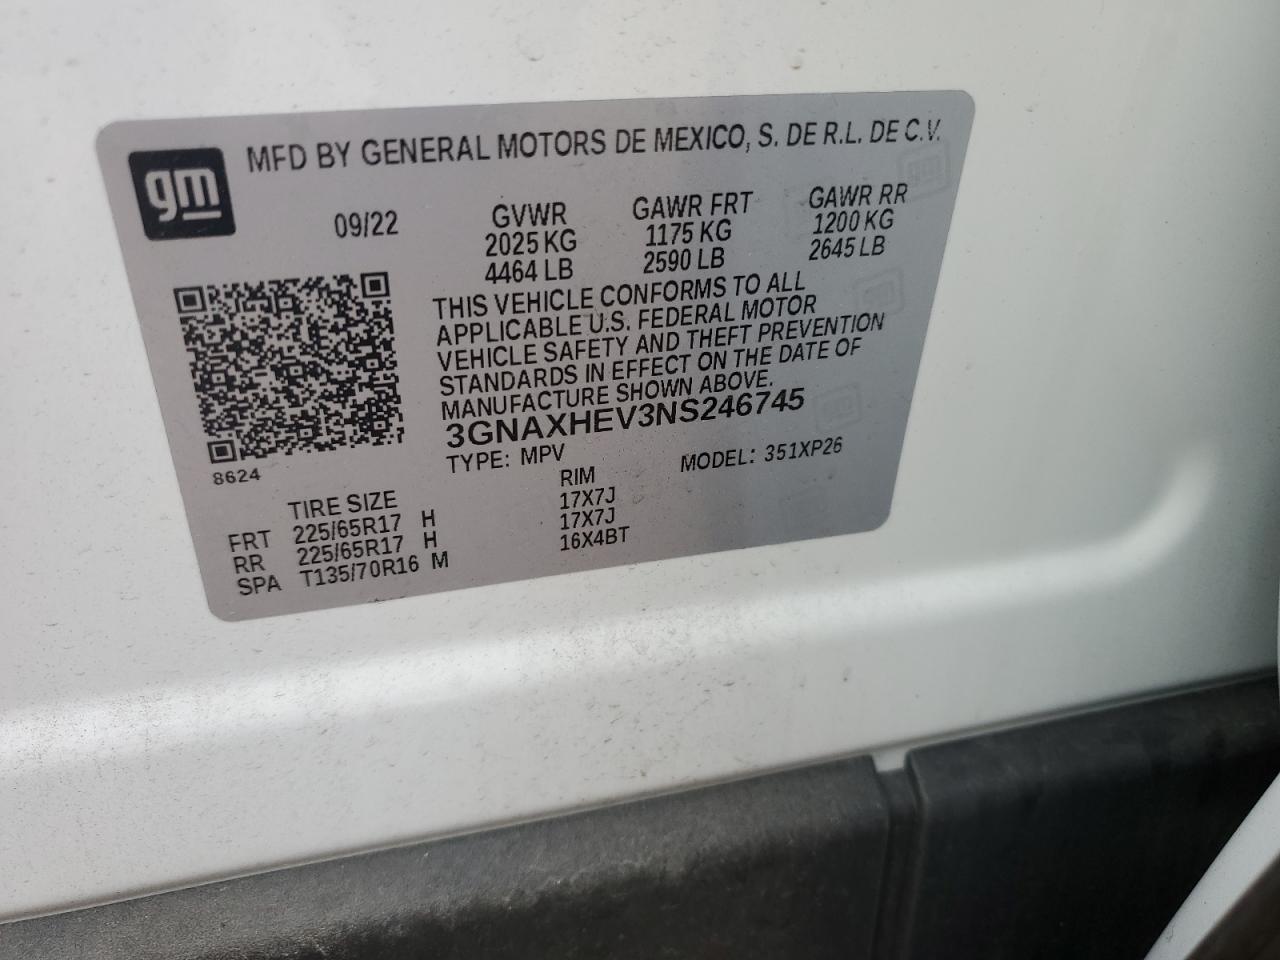 gm
MFD BY GENERAL MOTORS DE MEXICO, S. DE R.L. DE C.V.
09/22 GVWR GAWR FRT GAWR RR
2025 KG 1175 KG 1200 KG
4464 LB 2590 LB 2645 LB
THIS VEHICLE CONFORMS TO ALL
APPLICABLE U.S. FEDERAL MOTOR
VEHICLE SAFETY AND THEFT PREVENTION
STANDARDS IN EFFECT ON THE DATE OF
MANUFACTURE SHOWN ABOVE.
3GNAXHEV3NS246745
8624
TYPE: MPV MODEL: 351XP26
TIRE SIZE RIM
FRT 225/65R17 H 17X7J
RR 225/65R17 H 17X7J
SPA T135/70R16 M 16X4BT